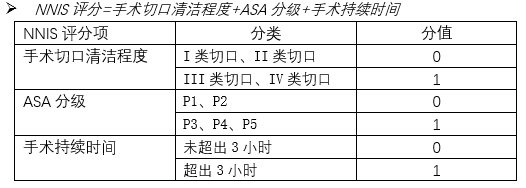 ➢ NNIS 评分=手术切口清洁程度+ASA 分级+手术持续时间
NNIS 评分项 分类 分值
手术切口清洁程度 I 类切口、II 类切口 0
III 类切口、IV 类切口 1
ASA 分级 P1、P2 0
P3、P4、P5 1
手术持续时间 未超出 3 小时 0
超出 3 小时 1